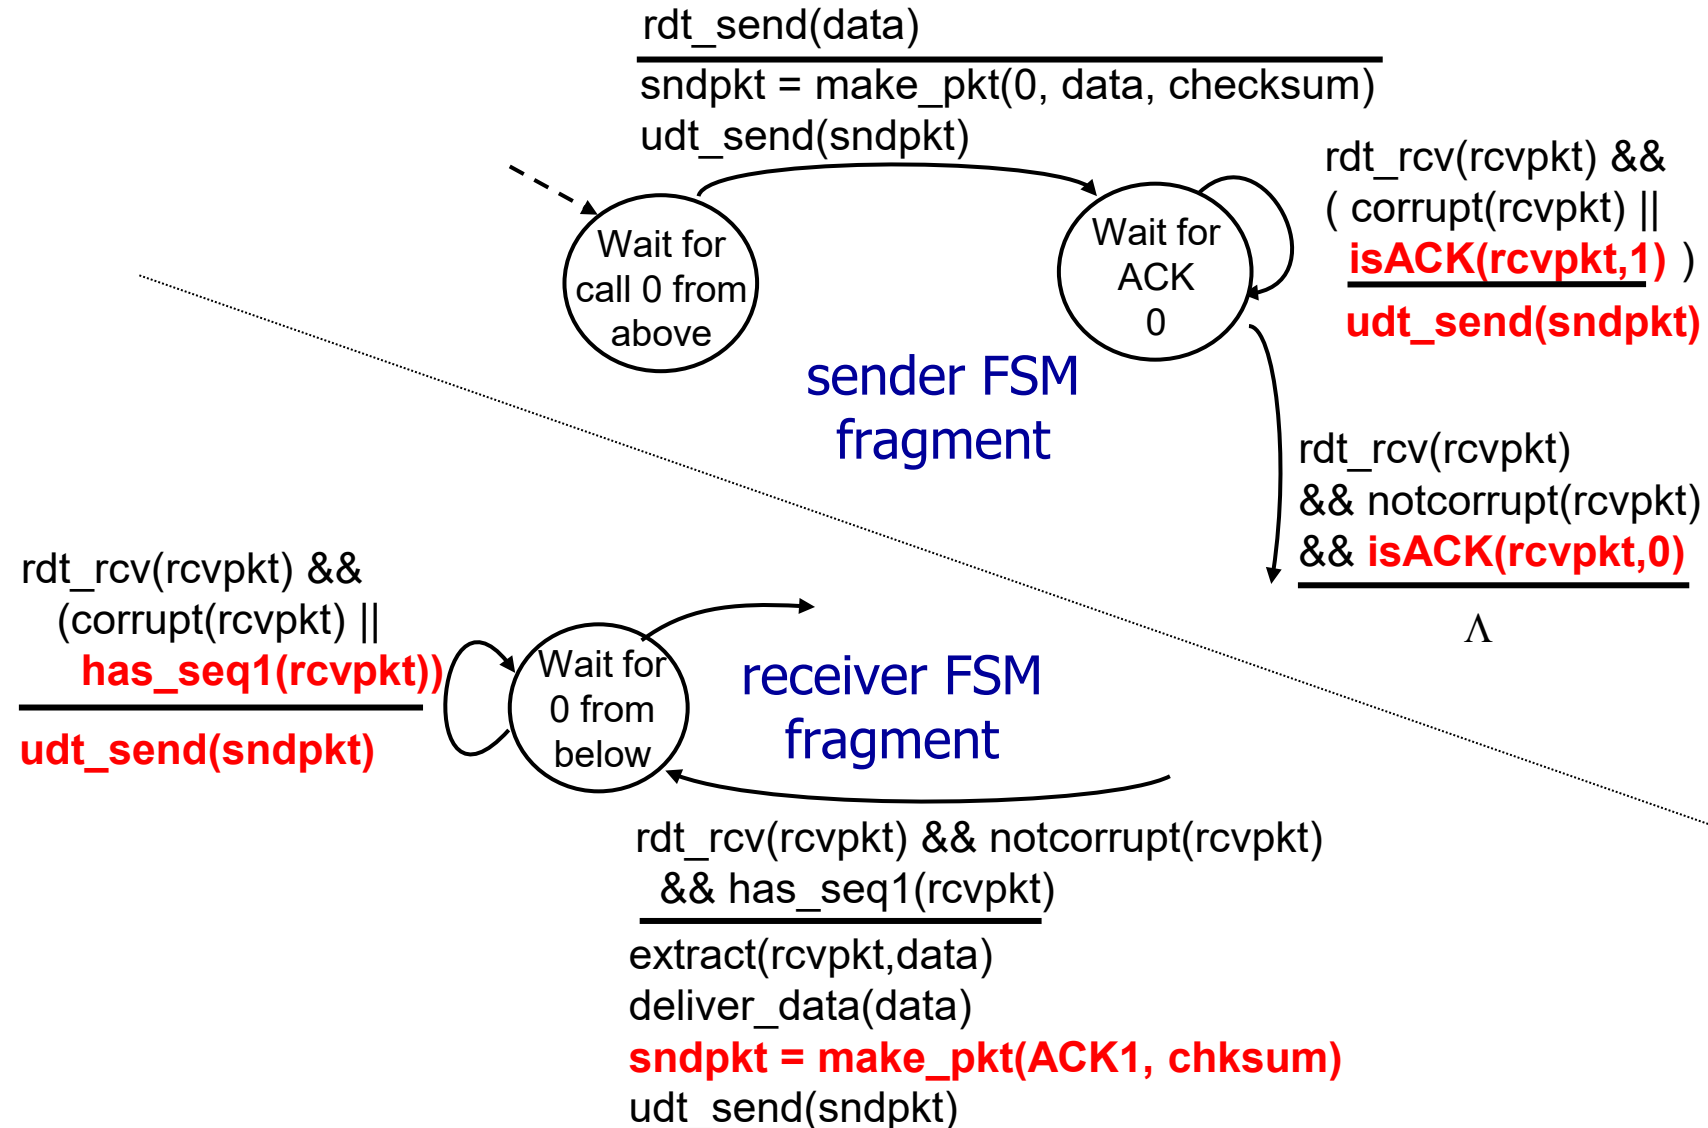 rdt_send(data)
sndpkt = make_pkt(0, data, checksum)
udt_send(sndpkt)
Wait for
call 0 from
above
Wait for
ACK
0
rdt_rcv(rcvpkt) &&
( corrupt(rcvpkt) ||
isACK(rcvpkt,1) )
udt_send(sndpkt)
sender FSM
fragment
rdt_rcv(rcvpkt)
&& notcorrupt(rcvpkt)
&& isACK(rcvpkt,0)
Λ
rdt_rcv(rcvpkt) &&
(corrupt(rcvpkt) ||
has_seq1(rcvpkt))
udt_send(sndpkt)
Wait for
0 from
below
receiver FSM
fragment
rdt_rcv(rcvpkt) && notcorrupt(rcvpkt)
&& has_seq1(rcvpkt)
extract(rcvpkt,data)
deliver_data(data)
sndpkt = make_pkt(ACK1, chksum)
udt_send(sndpkt)